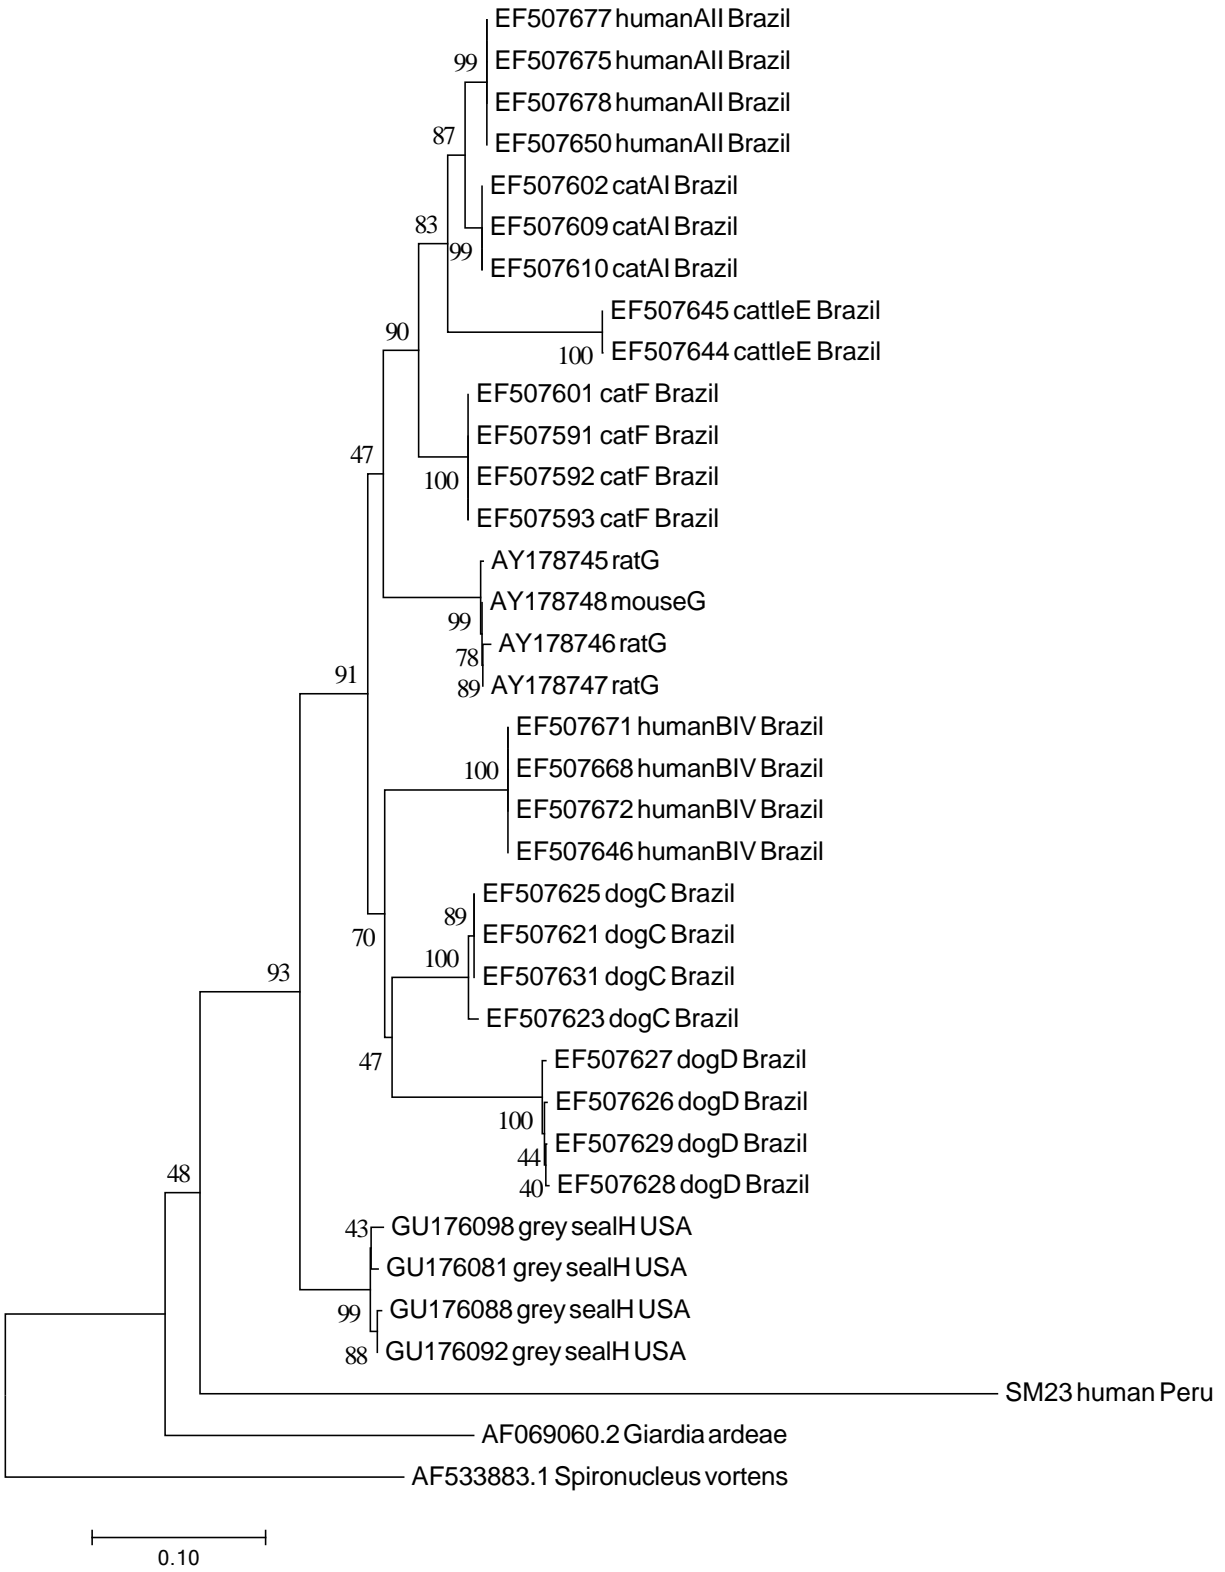 EF507677 humanAII Brazil
99
EF507675 humanAII Brazil
EF507678 humanAII Brazil
87
EF507650 humanAII Brazil
EF507602 catAI Brazil
83
EF507609 catAI Brazil
99
EF507610 catAI Brazil
EF507645 cattleE Brazil
90
100
EF507644 cattleE Brazil
EF507601 catF Brazil
EF507591 catF Brazil
47
100
EF507592 catF Brazil
EF507593 catF Brazil
AY178745 ratG
AY178748 mouseG
99
AY178746 ratG
78
91
89
AY178747 ratG
EF507671 humanBIV Brazil
100
EF507668 humanBIV Brazil
EF507672 humanBIV Brazil
EF507646 humanBIV Brazil
EF507625 dogC Brazil
89
70
EF507621 dogC Brazil
100
93
EF507631 dogC Brazil
EF507623 dogC Brazil
47
EF507627 dogD Brazil
EF507626 dogD Brazil
100
EF507629 dogD Brazil
44
48
40
EF507628 dogD Brazil
43
GU176098 grey sealH USA
GU176081 grey sealH USA
99
GU176088 grey sealH USA
88
GU176092 grey sealH USA
SM23 human Peru
AF069060.2 Giardia ardeae
AF533883.1 Spironucleus vortens
0.10